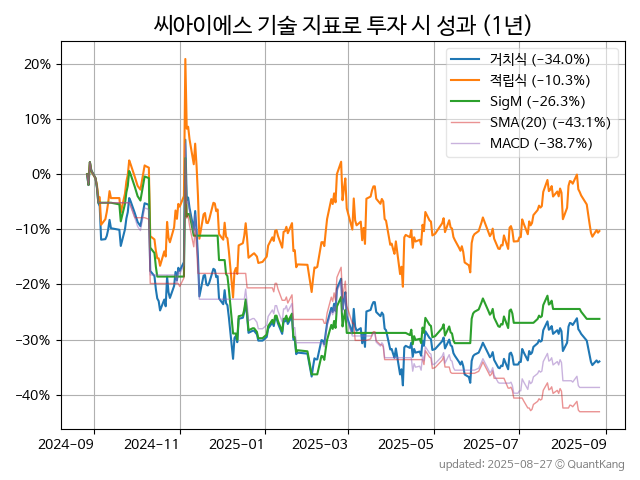 씨아이에스 기술 지표로 투자 시 성과 (1년)
거치식 (−34.0%)
적립식 (−10.3%)
SigM (−26.3%)
SMA(20) (−43.1%)
MACD (−38.7%)
20%
10%
0%
−10%
−20%
−30%
−40%
2024-09 2024-11 2025-01 2025-03 2025-05 2025-07 2025-09
updated: 2025-08-27 © QuantKang